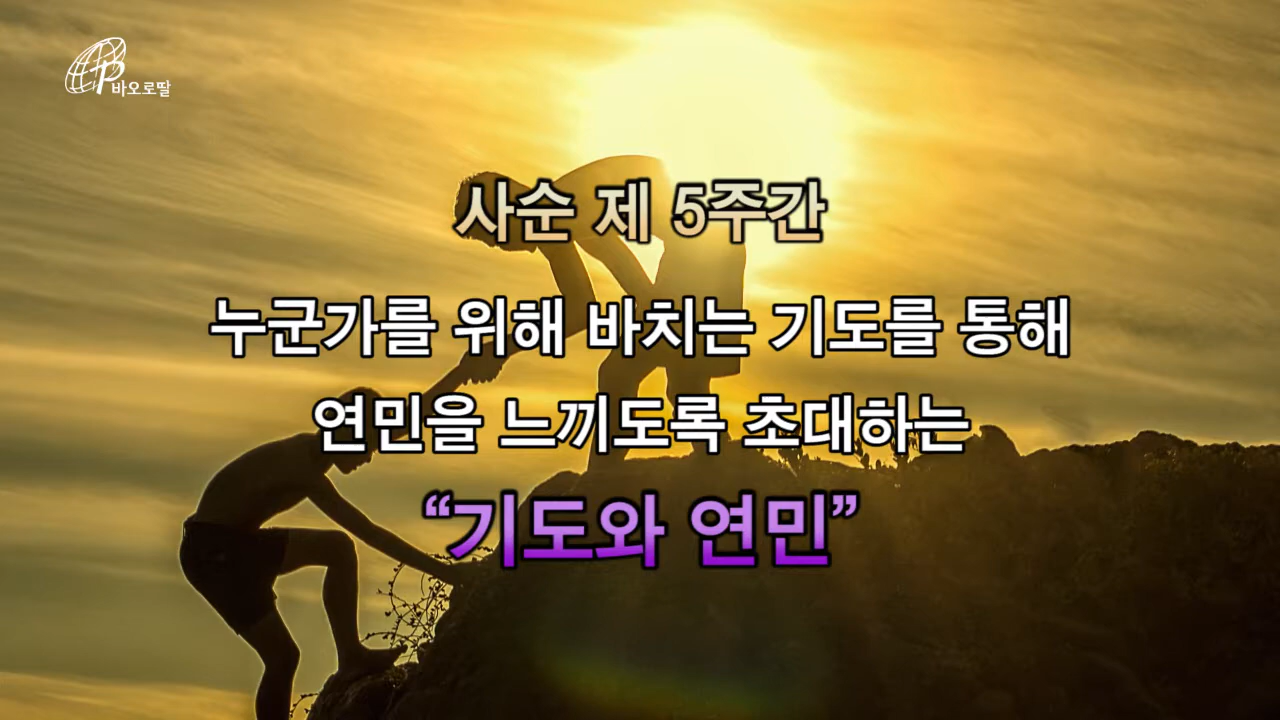 바오로딸
사순 제 5주간
누군가를 위해 바치는 기도를 통해
연민을 느끼도록 초대하는
“기도와 연민”